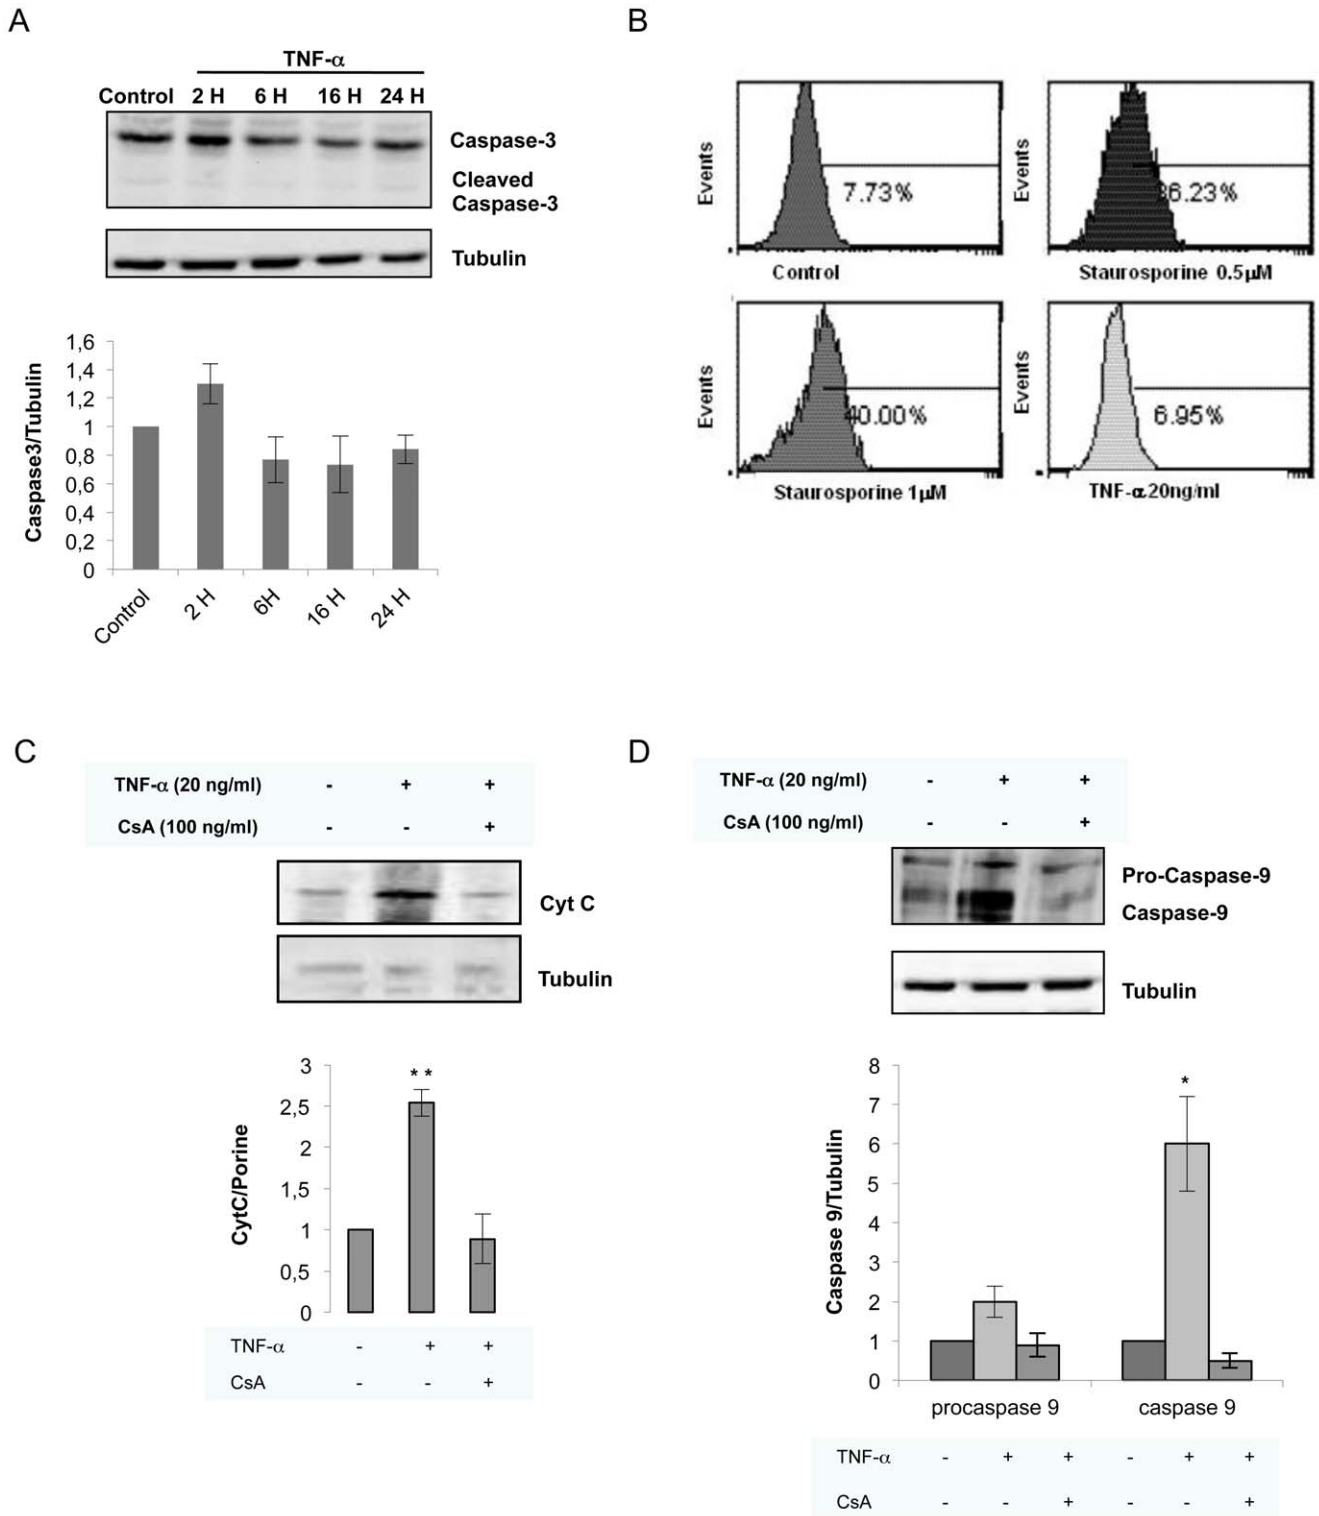 A
TNF-α
Control 2 H 6 H 16 H 24 H
Caspase-3
Cleaved
Caspase-3
Tubulin
Caspase3/Tubulin
1,6
1,4
1,2
1
0,8
0,6
0,4
0,2
0
Control 2 H 6H 16 H 24 H
B
Events
7.73%
Control
Events
36.23%
Staurosporine 0.5μM
Events
40.00%
Staurosporine 1μM
Events
6.95%
TNF-α20ng/ml
C
TNF-α (20 ng/ml) - + +
CsA (100 ng/ml) - - +
Cyt C
Tubulin
CytC/Porine
3
2,5
2
1,5
1
0,5
0
* *
TNF-α - + +
CsA - - +
D
TNF-α (20 ng/ml) - + +
CsA (100 ng/ml) - - +
Pro-Caspase-9
Caspase-9
Tubulin
Caspase 9/Tubulin
8
7
6
5
4
3
2
1
0
*
procaspase 9 caspase 9
TNF-α - + + - + +
CsA - - + - - +